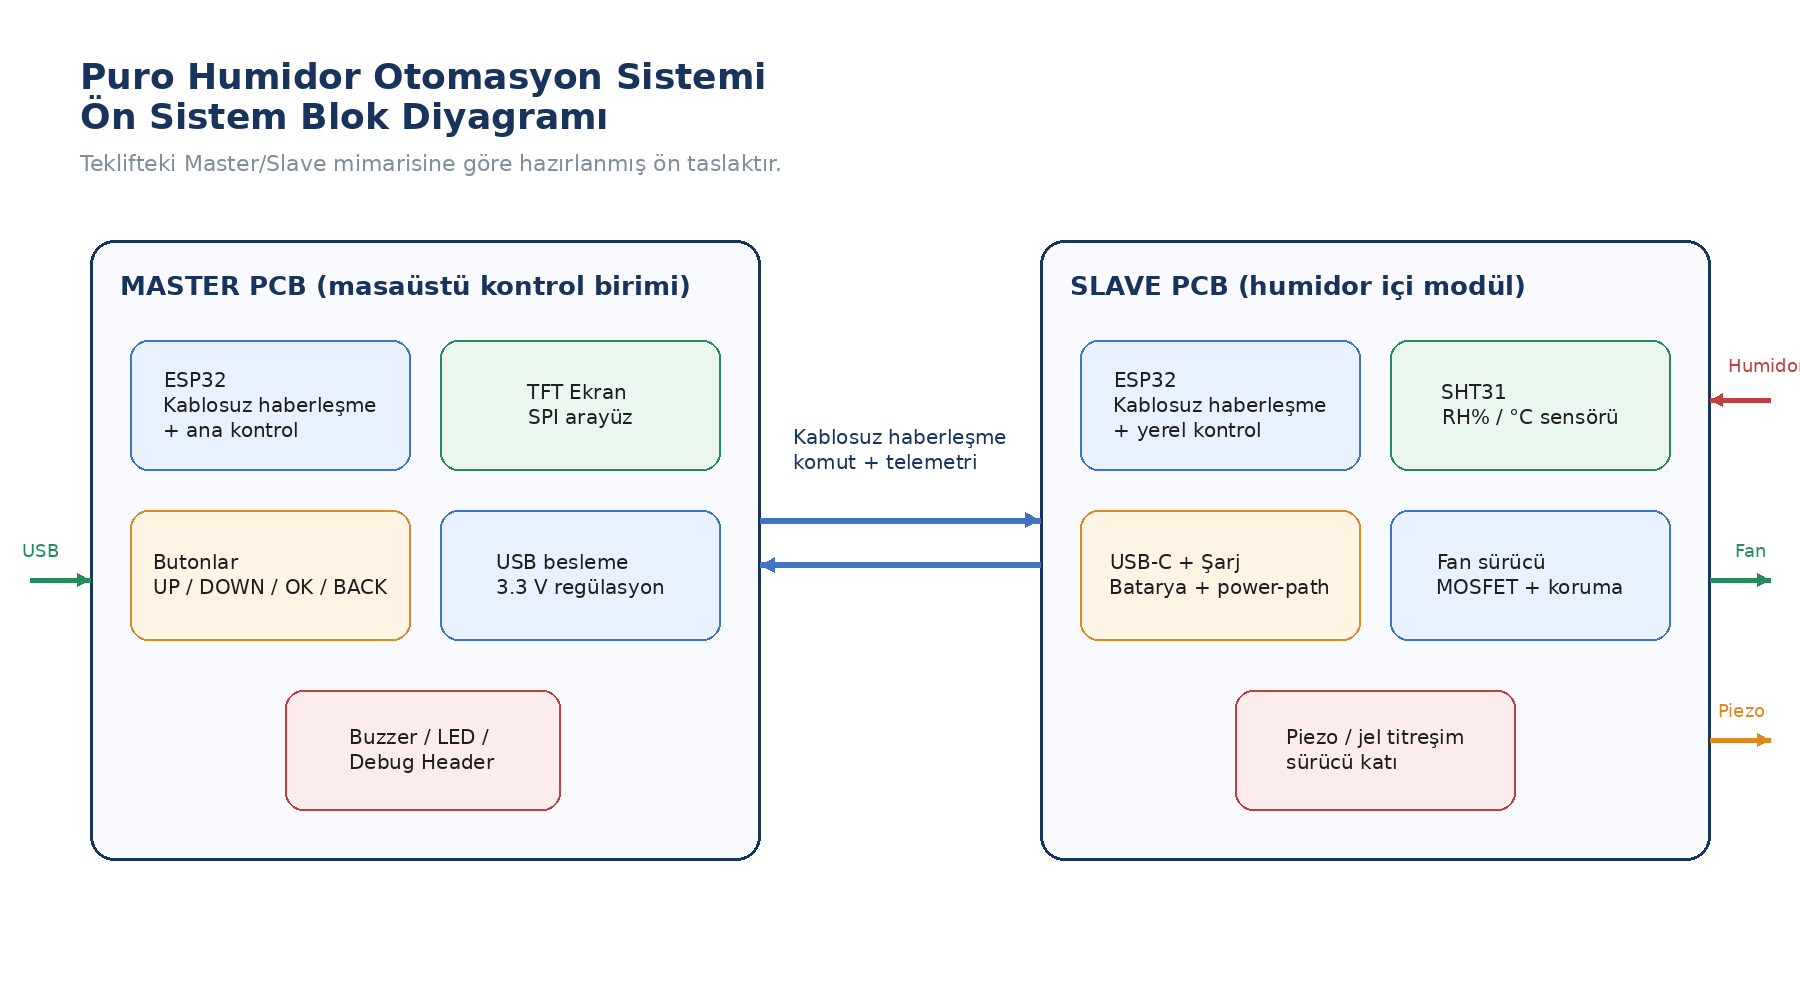 Puro Humidor Otomasyon Sistemi
Ön Sistem Blok Diyagramı
Teklifteki Master/Slave mimarisine göre hazırlanmış ön taslaktır.
MASTER PCB (masaüstü kontrol birimi)
ESP32
Kablosuz haberleşme
+ ana kontrol
TFT Ekran
SPI arayüz
Butonlar
UP / DOWN / OK / BACK
USB besleme
3.3 V regülasyon
Buzzer / LED /
Debug Header
USB
Kablosuz haberleşme
komut + telemetri
SLAVE PCB (humidor içi modül)
ESP32
Kablosuz haberleşme
+ yerel kontrol
SHT31
RH% / °C sensörü
USB-C + Şarj
Batarya + power-path
Fan sürücü
MOSFET + koruma
Piezo / jel titreşim
sürücü katı
Humidor
Fan
Piezo